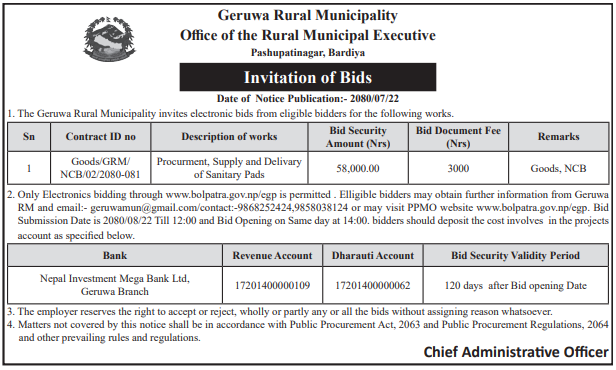 Geruwa Rural Municipality
Office of the Rural Municipal Executive
Pashupatinagar, Bardiya
Invitation of Bids
Date of Notice Publication:- 2080/07/22
1. The Geruwa Rural Municipality invites electronic bids from eligible bidders for the following works.
Sn Contract ID no Description of works Bid Security Amount (Nrs) Bid Document Fee (Nrs) Remarks
1 Goods/GRM/ NCB/02/2080-081 Procurment, Supply and Delivary of Sanitary Pads 58,000.00 3000 Goods, NCB
2. Only Electronics bidding through www.bolpatra.gov.np/egp is permitted . Elligible bidders may obtain further information from Geruwa
RM and email:- geruwamun@gmail.com/contact:-9868252424,9858038124 or may visit PPMO website www.bolpatra.gov.np/egp. Bid
Submission Date is 2080/08/22 Till 12:00 and Bid Opening on Same day at 14:00. bidders should deposit the cost involves in the projects
account as specified below.
Bank Revenue Account Dharauti Account Bid Security Validity Period
Nepal Investment Mega Bank Ltd, Geruwa Branch 17201400000109 17201400000062 120 days after Bid opening Date
3. The employer reserves the right to accept or reject, wholly or partly any or all the bids without assigning reason whatsoever.
4. Matters not covered by this notice shall be in accordance with Public Procurement Act, 2063 and Public Procurement Regulations, 2064
and other prevailing rules and regulations.
Chief Administrative Officer